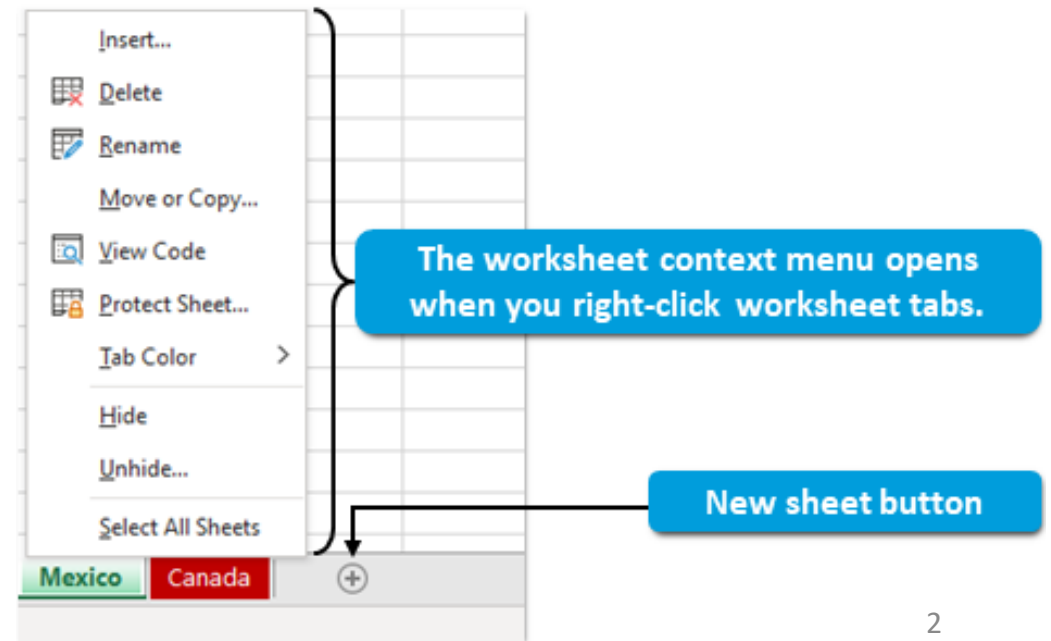 Insert...
Delete
Rename
Move or Copy...
View Code
Protect Sheet...
Tab Color
Hide
Unhide...
Select All Sheets
The worksheet context menu opens
when you right-click worksheet tabs.
New sheet button
Mexico Canada
2